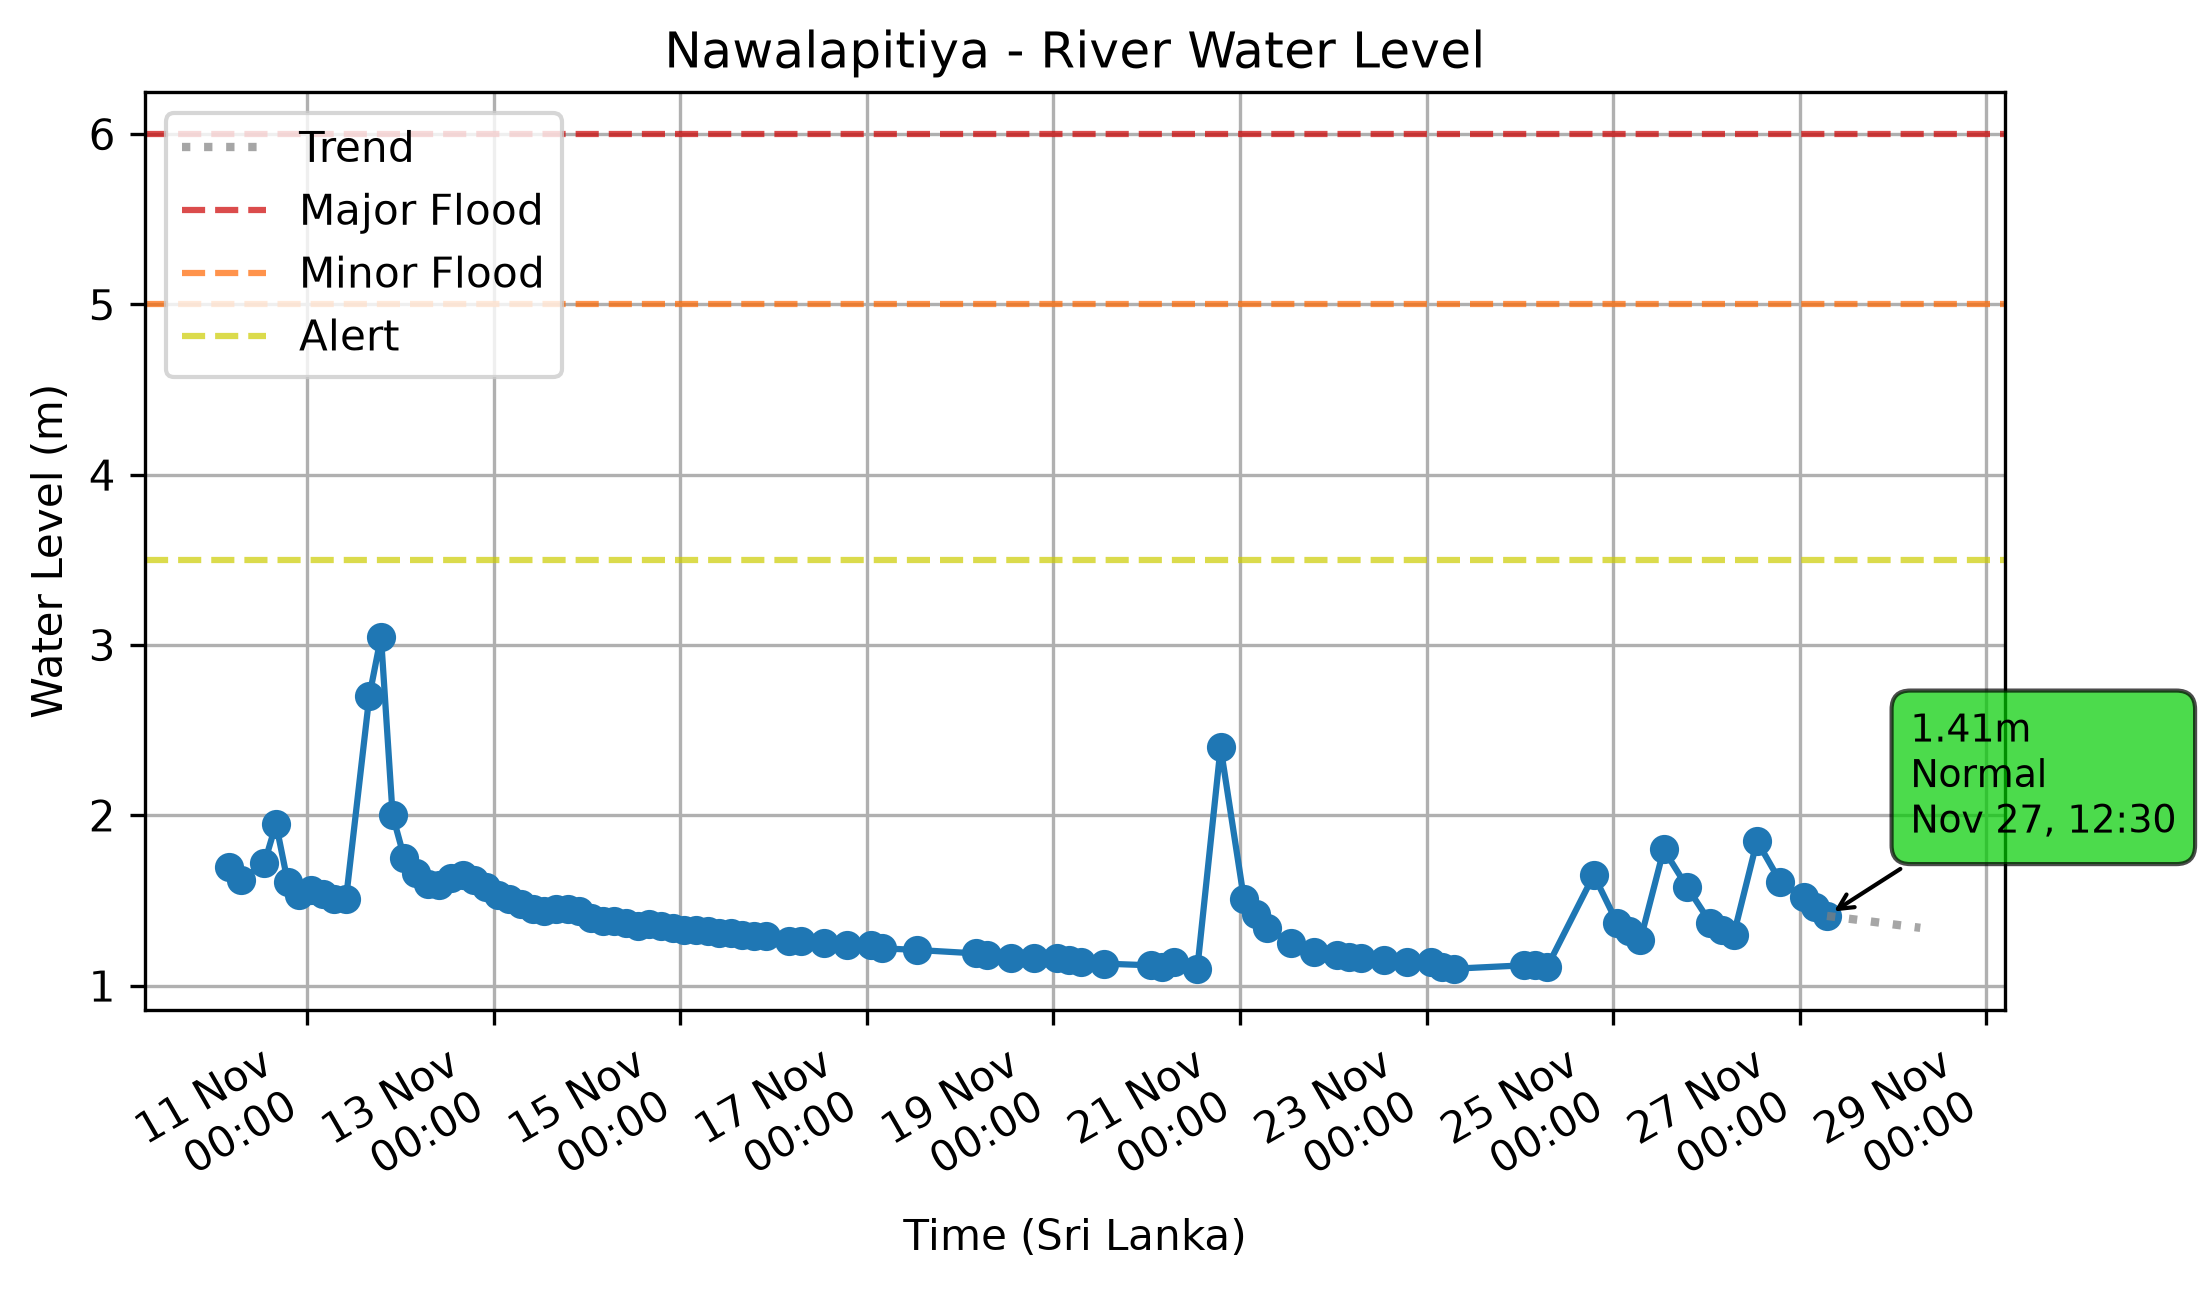 Nawalapitiya - River Water Level
Trend
Major Flood
Minor Flood
Alert
6
5
4
3
2
1
Water Level (m)
1.41m
Normal
Nov 27, 12:30
11 Nov
00:00
13 Nov
00:00
15 Nov
00:00
17 Nov
00:00
19 Nov
00:00
21 Nov
00:00
23 Nov
00:00
25 Nov
00:00
27 Nov
00:00
29 Nov
00:00
Time (Sri Lanka)